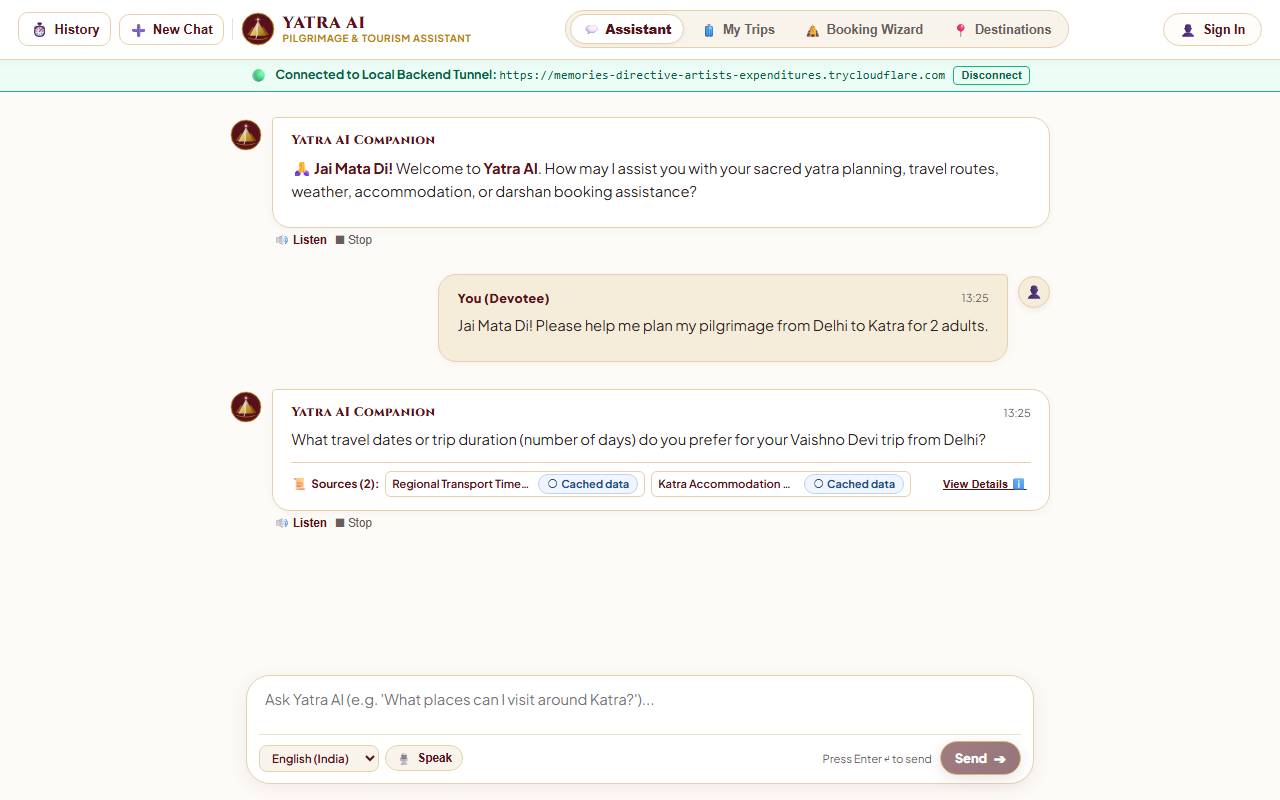 History
New Chat
YATRA AI
PILGRIMAGE & TOURISM ASSISTANT
Assistant
My Trips
Booking Wizard
Destinations
Sign In
Connected to Local Backend Tunnel: https://memories-directive-artists-expenditures.trycloudflare.com
Disconnect
YATRA AI COMPANION
Jai Mata Di! Welcome to Yatra AI. How may I assist you with your sacred yatra planning, travel routes,
weather, accommodation, or darshan booking assistance?
Listen
Stop
You (Devotee)
13:25
Jai Mata Di! Please help me plan my pilgrimage from Delhi to Katra for 2 adults.
YATRA AI COMPANION
13:25
What travel dates or trip duration (number of days) do you prefer for your Vaishno Devi trip from Delhi?
Sources (2):
Regional Transport Time...
Cached data
Katra Accommodation ...
Cached data
View Details
Listen
Stop
Ask Yatra AI (e.g. 'What places can I visit around Katra?')...
English (India)
Speak
Press Enter ↵ to send
Send ➔